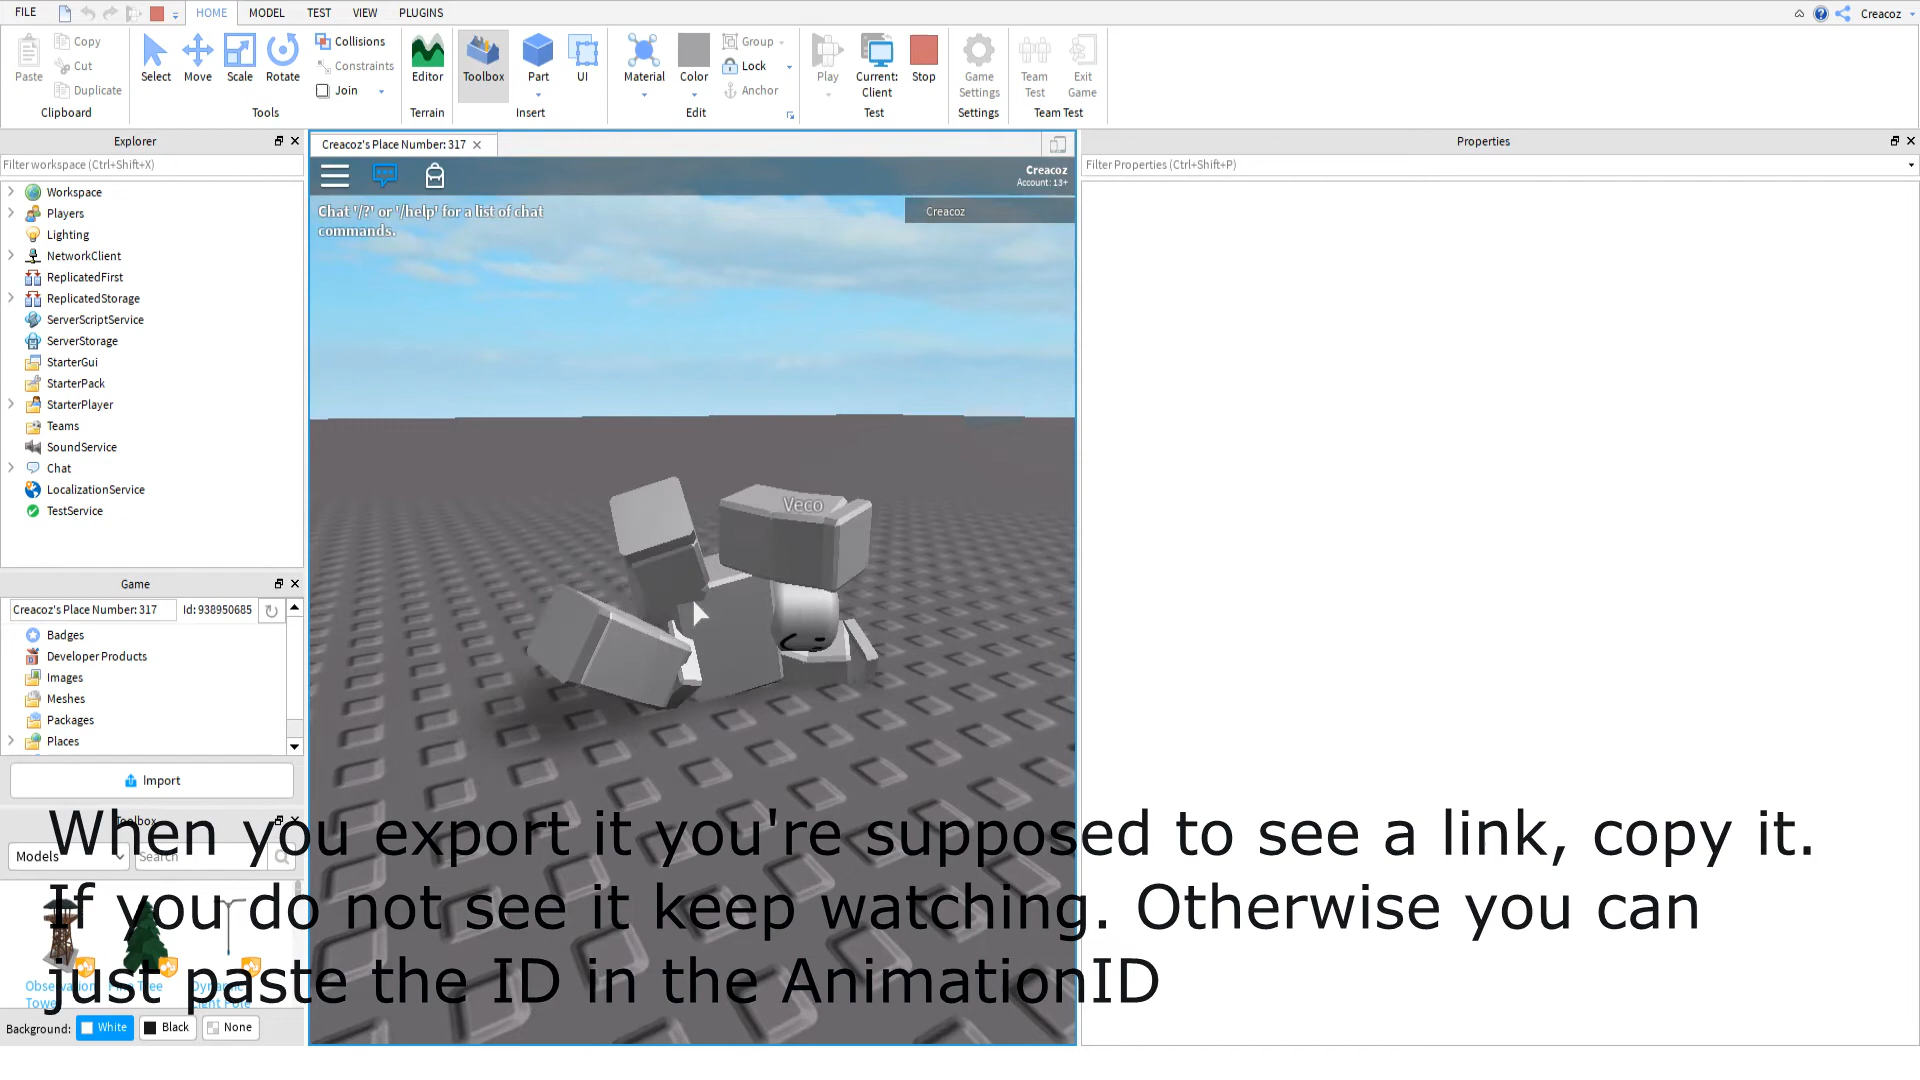 FILE HOME MODEL TEST VIEW PLUGINS Creacoz
Paste Copy Cut Duplicate
Clipboard
Select Move Scale Rotate
Collisions
Constraints
Join
Tools
Editor
Terrain
Toolbox Part UI
Insert
Material Color
Group
Lock
Anchor
Edit
Play Current: Client Stop
Test
Game Settings
Settings
Team Test Exit Game
Team Test
Explorer
Filter workspace (Ctrl+Shift+X)
Workspace
Players
Lighting
NetworkClient
ReplicatedFirst
ReplicatedStorage
ServerScriptService
ServerStorage
StarterGui
StarterPack
StarterPlayer
Teams
SoundService
Chat
LocalizationService
TestService
Game
Creacoz's Place Number: 317 Id: 938950685
Badges
Developer Products
Images
Meshes
Packages
Places
Import
Toolbox
Models Search
Background: White Black None
Creacoz's Place Number: 317
Creacoz
Account: 13+
Chat '/?' or '/help' for a list of chat
commands.
Creacoz
Veco
Properties
Filter Properties (Ctrl+Shift+P)
When you export it you're supposed to see a link, copy it.
If you do not see it keep watching. Otherwise you can
just paste the ID in the AnimationID